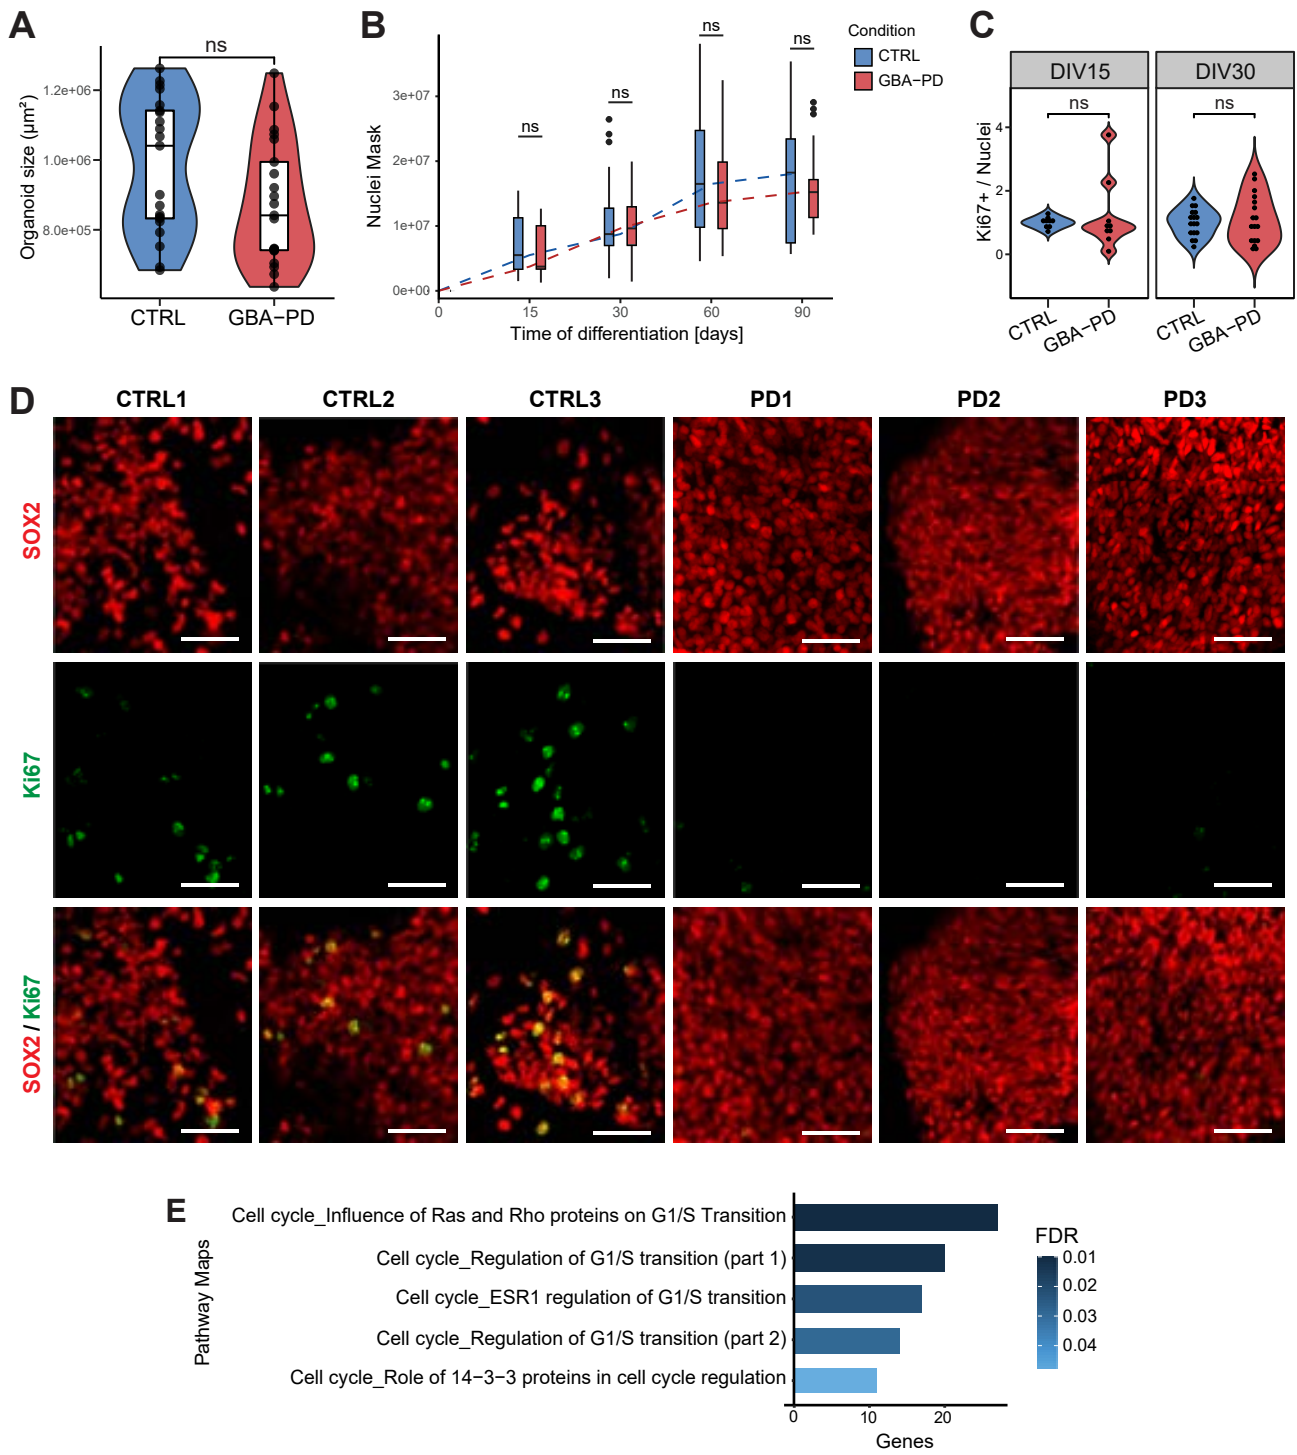 A
ns
Organoid size (µm²)
1.2e+06
1.0e+06
8.0e+05
CTRL
GBA−PD
B
Condition
CTRL
GBA−PD
ns
ns
ns
ns
Nuclei Mask
3e+07
2e+07
1e+07
0e+00
0
15
30
60
90
Time of differentiation [days]
C
DIV15
DIV30
ns
ns
Ki67+ / Nuclei
4
2
0
CTRL
GBA−PD
CTRL
GBA−PD
D
CTRL1
CTRL2
CTRL3
PD1
PD2
PD3
SOX2
Ki67
SOX2 / Ki67
E
Pathway Maps
Cell cycle_Influence of Ras and Rho proteins on G1/S Transition
Cell cycle_Regulation of G1/S transition (part 1)
Cell cycle_ESR1 regulation of G1/S transition
Cell cycle_Regulation of G1/S transition (part 2)
Cell cycle_Role of 14−3−3 proteins in cell cycle regulation
0
10
20
Genes
FDR
0.01
0.02
0.03
0.04